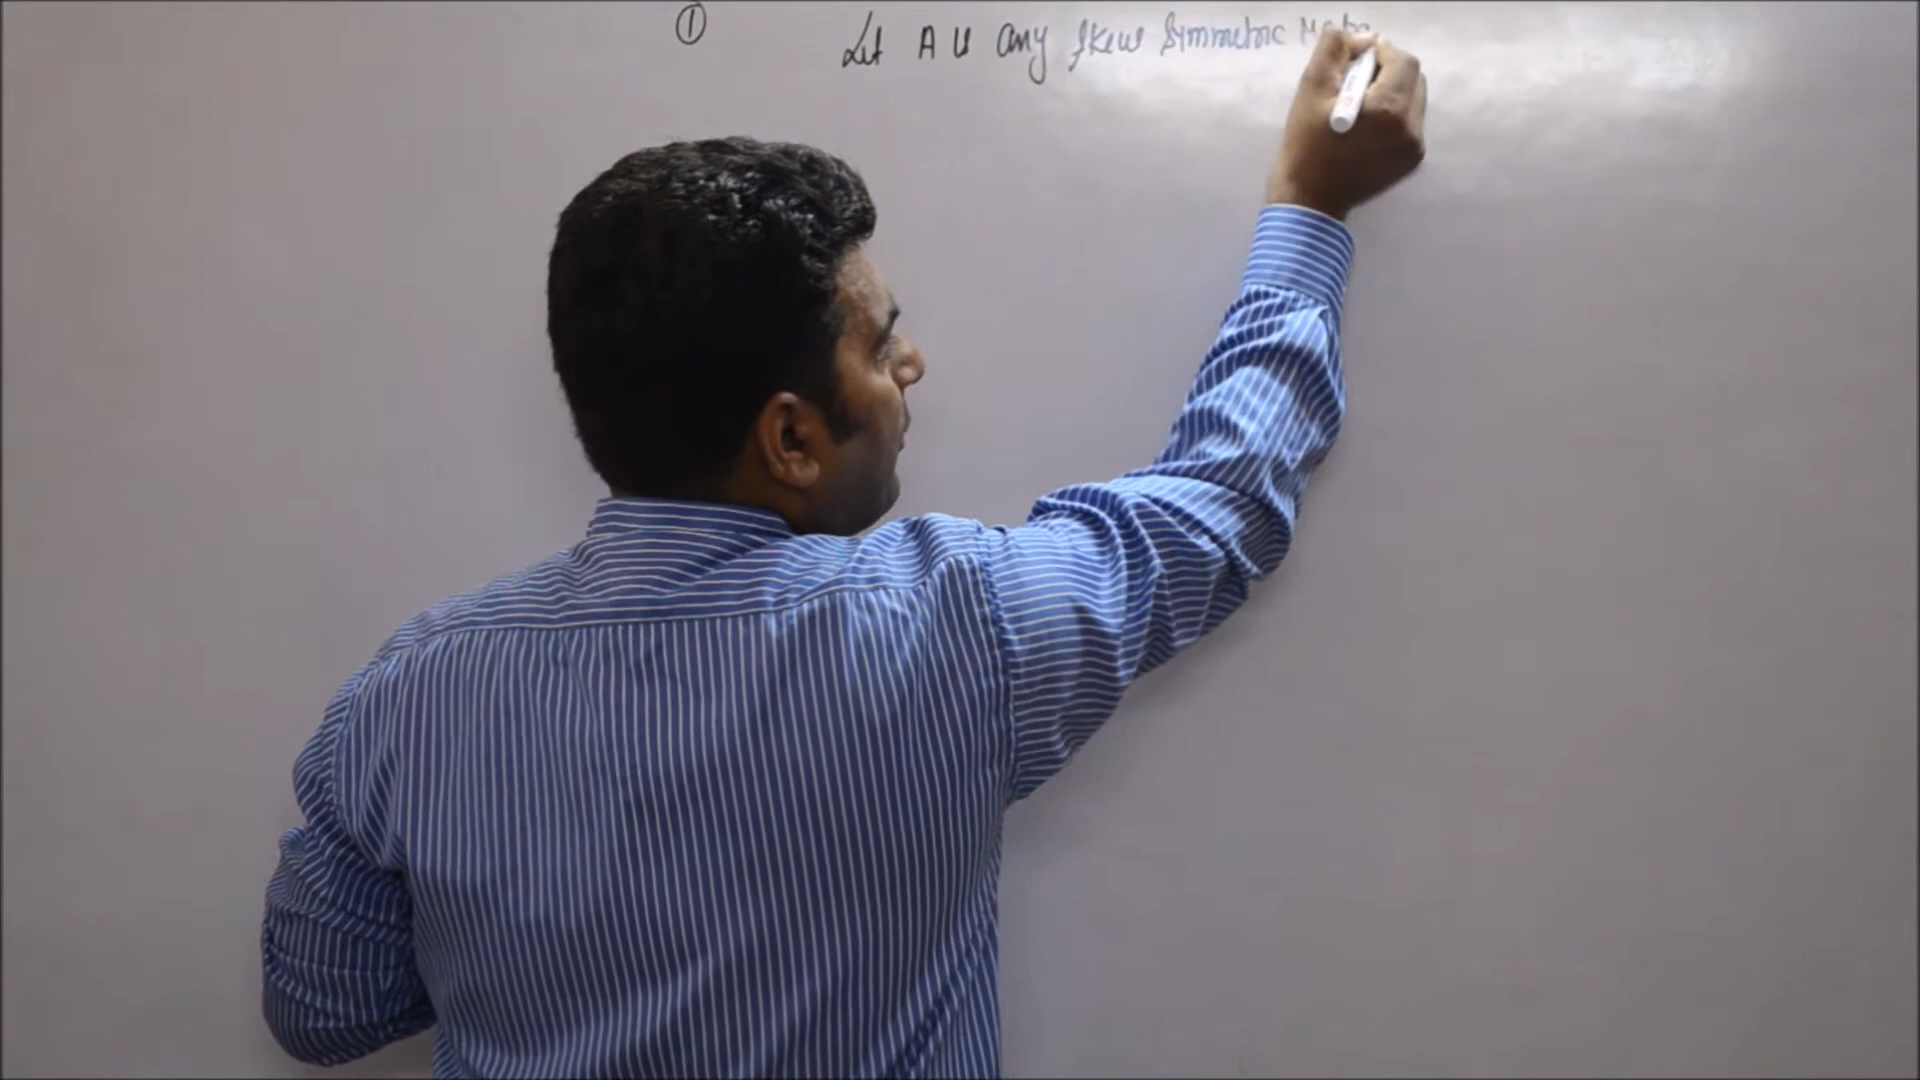 ① Let A is any skew symmetric